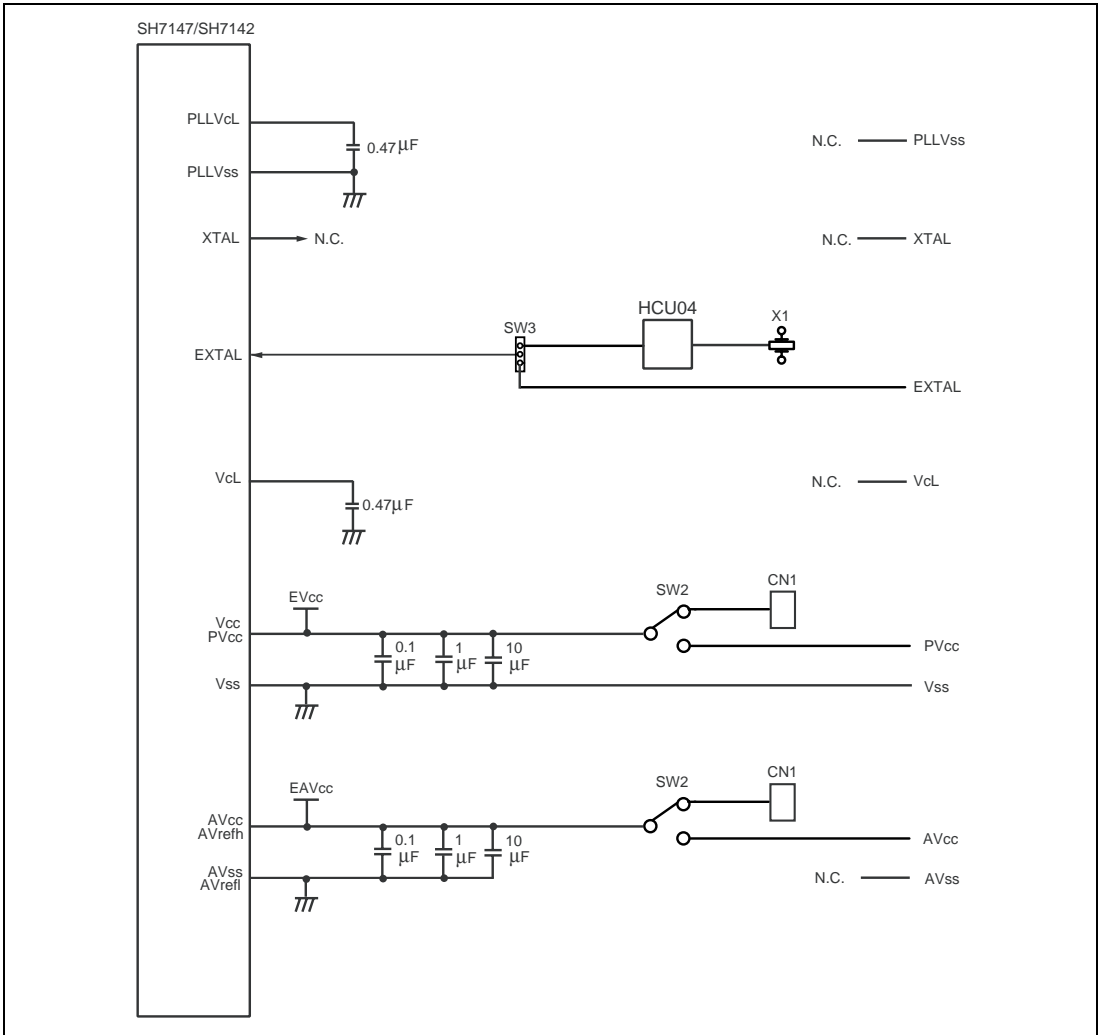 SH7147/SH7142
PLLVcL
0.47 μF
N.C. PLLVss
PLLVss
XTAL N.C.
N.C. XTAL
HCU04
X1
SW3
EXTAL
EXTAL
VcL
N.C. VcL
0.47μF
CN1
SW2
EVcc
Vcc
PVcc
0.1 μF
1 μF
10 μF
PVcc
Vss
Vss
CN1
SW2
EAVcc
AVcc
AVrefh
0.1 μF
1 μF
10 μF
AVcc
AVss
AVrefl
N.C. AVss